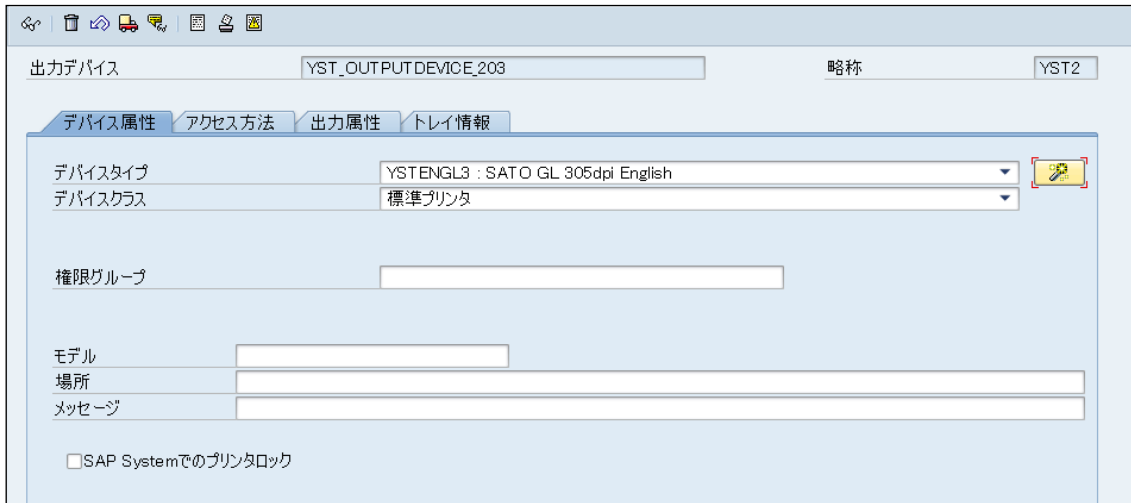 出力デバイス YST_OUTPUTDEVICE_203 略称 YST2
デバイス属性 アクセス方法 出力属性 トレイ情報
デバイスタイプ YSTENGL3 : SATO GL 305dpi English
デバイスクラス 標準プリンタ
権限グループ
モデル
場所
メッセージ
SAP Systemでのプリンタロック